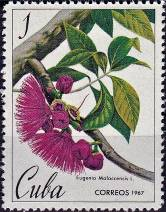 1
Eugenia Malaccensis L.
Cuba
CORREOS 1967